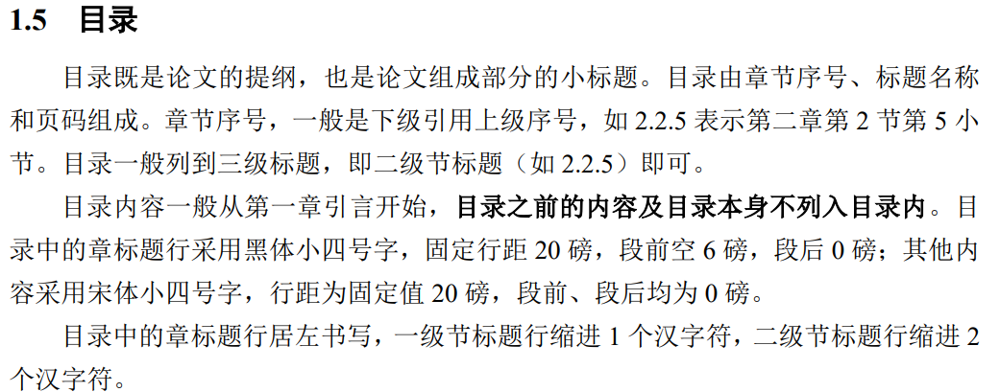 1.5 目录
目录既是论文的提纲，也是论文组成部分的小标题。目录由章节序号、标题名称
和页码组成。章节序号，一般是下级引用上级序号，如 2.2.5 表示第二章第 2 节第 5 小
节。目录一般列到三级标题，即二级节标题（如 2.2.5）即可。
目录内容一般从第一章引言开始，目录之前的内容及目录本身不列入目录内。目
录中的章标题行采用黑体小四号字，固定行距 20 磅，段前空 6 磅，段后 0 磅；其他内
容采用宋体小四号字，行距为固定值 20 磅，段前、段后均为 0 磅。
目录中的章标题行居左书写，一级节标题行缩进 1 个汉字符，二级节标题行缩进 2
个汉字符。